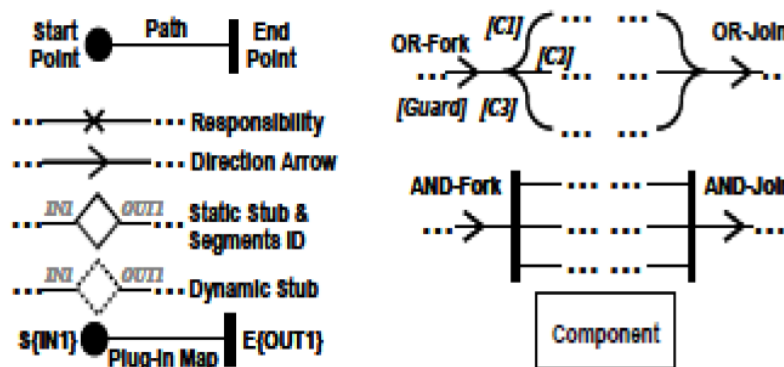 Start Point
Path
End Point
... ... Responsibility
... ... Direction Arrow
IN1 OUT1
... ... Static Stub & Segments ID
IN1 OUT1
... ... Dynamic Stub
S{IN1} E{OUT1}
Plug-in Map
OR-Fork
[C1]
... ...
OR-Join
... [C2] ... ... ...
[Guard] [C3]
... ...
AND-Fork
... ...
AND-Join
... ... ... ...
... ...
Component